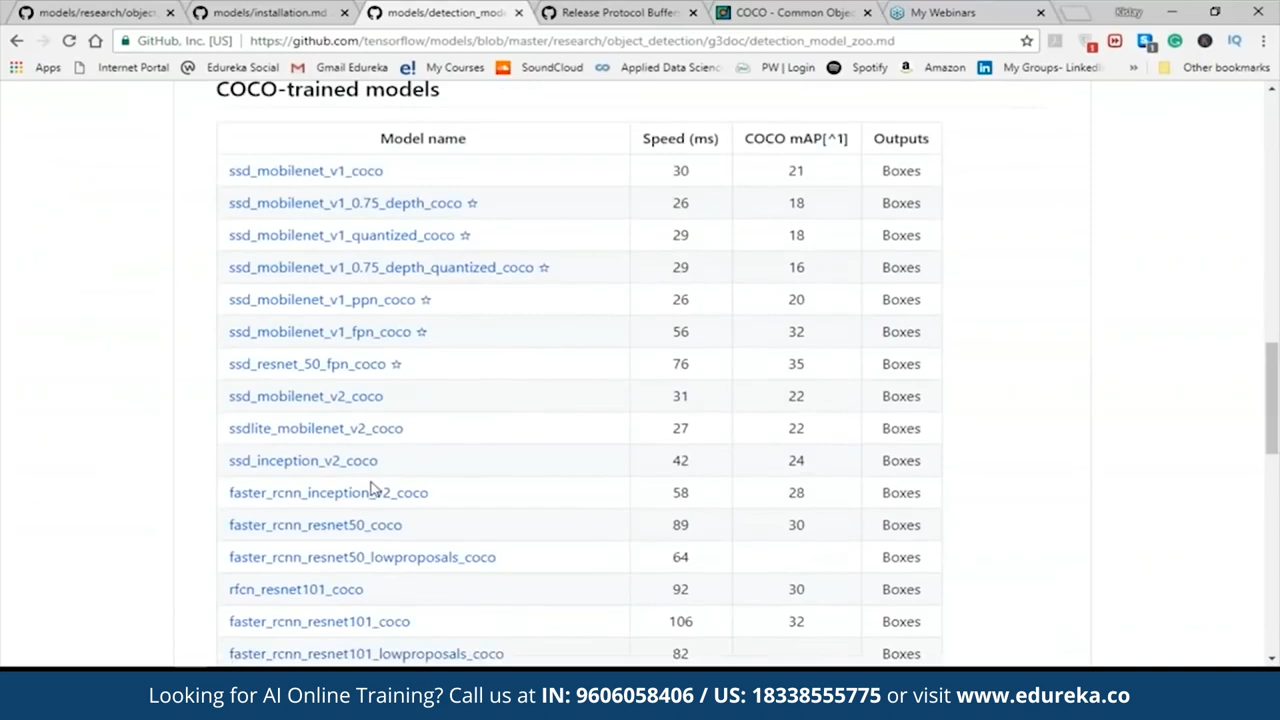 models/research/object
models/installation.md
models/detection_mod
Release Protocol Buffer
COCO - Common Obje
My Webinars
Kitsky
GitHub, Inc. [US] | https://github.com/tensorflow/models/blob/master/research/object_detection/g3doc/detection_model_zoo.md
Apps Internet Portal Edureka Social Gmail Edureka My Courses SoundCloud Applied Data Scienc PW | Login Spotify Amazon My Groups- LinkedI » Other bookmarks
COCO-trained models
Model name Speed (ms) COCO mAP[^1] Outputs
ssd_mobilenet_v1_coco 30 21 Boxes
ssd_mobilenet_v1_0.75_depth_coco ☆ 26 18 Boxes
ssd_mobilenet_v1_quantized_coco ☆ 29 18 Boxes
ssd_mobilenet_v1_0.75_depth_quantized_coco ☆ 29 16 Boxes
ssd_mobilenet_v1_ppn_coco ☆ 26 20 Boxes
ssd_mobilenet_v1_fpn_coco ☆ 56 32 Boxes
ssd_resnet_50_fpn_coco ☆ 76 35 Boxes
ssd_mobilenet_v2_coco 31 22 Boxes
ssdlite_mobilenet_v2_coco 27 22 Boxes
ssd_inception_v2_coco 42 24 Boxes
faster_rcnn_inception_v2_coco 58 28 Boxes
faster_rcnn_resnet50_coco 89 30 Boxes
faster_rcnn_resnet50_lowproposals_coco 64 Boxes
rfcn_resnet101_coco 92 30 Boxes
faster_rcnn_resnet101_coco 106 32 Boxes
faster_rcnn_resnet101_lowproposals_coco 82 Boxes
Looking for AI Online Training? Call us at IN: 9606058406 / US: 18338555775 or visit www.edureka.co